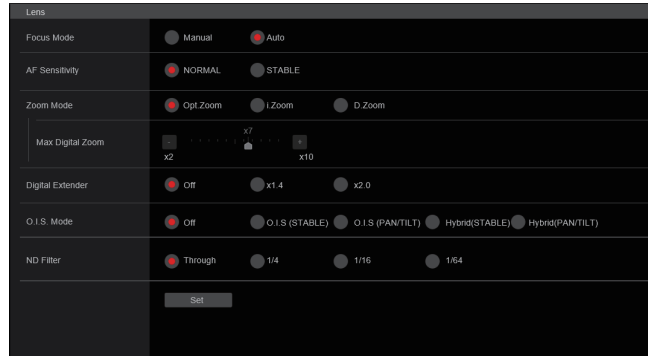 Lens
Focus Mode Manual Auto
AF Sensitivity NORMAL STABLE
Zoom Mode Opt.Zoom i.Zoom D.Zoom
x7
Max Digital Zoom - +
x2 x10
Digital Extender Off x1.4 x2.0
O.I.S. Mode Off O.I.S (STABLE) O.I.S (PAN/TILT) Hybrid(STABLE) Hybrid(PAN/TILT)
ND Filter Through 1/4 1/16 1/64
Set